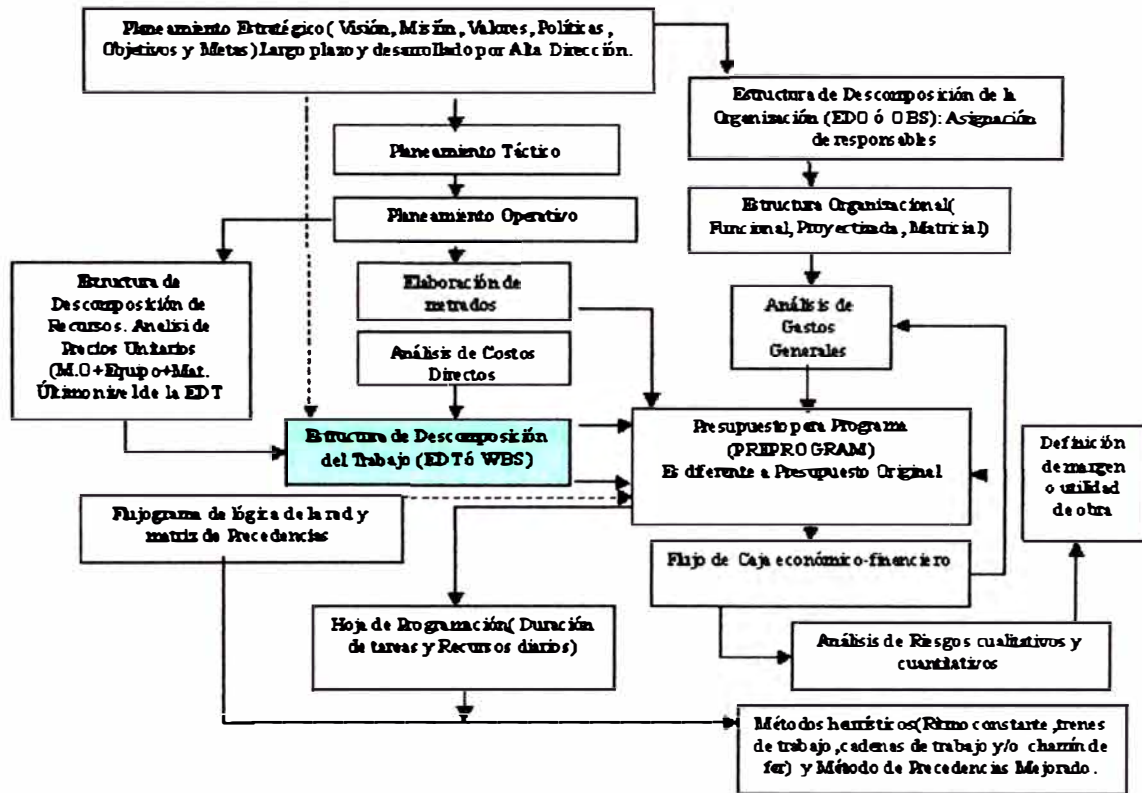 Planeamiento Estratégico( Visión, Misión, Valores, Políticas,
Objetivos y Metas).Largo plazo y desarrollado por Alta Dirección.
Estructura de Descomposición de la
Organización (EDO ó OBS): Asignación
de responsables
Planeamiento Táctico
Planeamiento Operativo
Estructura Organizacional(
Funcional, Proyectizada, Matricial)
Estructura de
Descomposición de
Recursos. Analisi de
Precios Unitarios
(M.O+Equipo+Mat.
Último nivel de la EDT
Elaboración de
metrados
Análisis de
Gastos
Generales
Análisis de Costos
Directos
Estructura de Descomposición
del Trabajo (EDT ó WBS)
Presupuesto para Programa
(PREPROGRAM)
Es diferente a Presupuesto Original
Definición
de margen
o utilidad
de obra
Flujograma de lógica de la red y
matriz de Precedencias
Flujo de Caja económico-financiero
Hoja de Programación( Duración
de tareas y Recursos diarios)
Análisis de Riesgos cualitativos y
cuantitativos
Métodos heurísticos(Ritmo constante ,trenes
de trabajo ,cadenas de trabajo y/o chamín de
fer) y Método de Precedencias Mejorado.